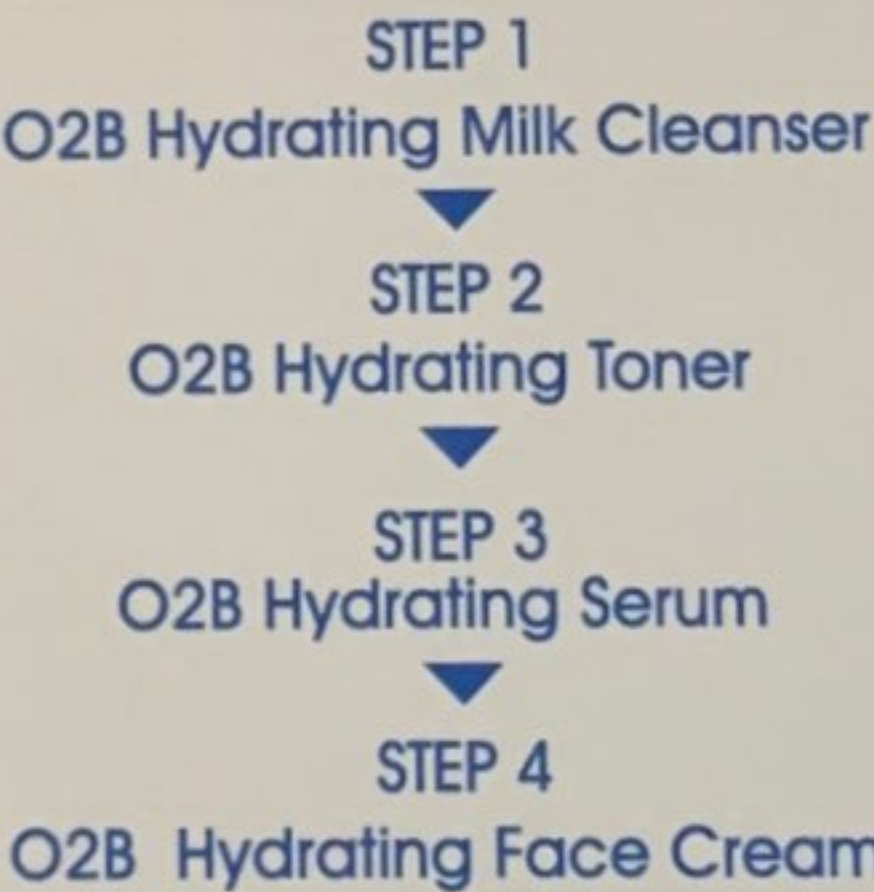 STEP 1
O2B Hydrating Milk Cleanser
STEP 2
O2B Hydrating Toner
STEP 3
O2B Hydrating Serum
STEP 4
O2B Hydrating Face Cream